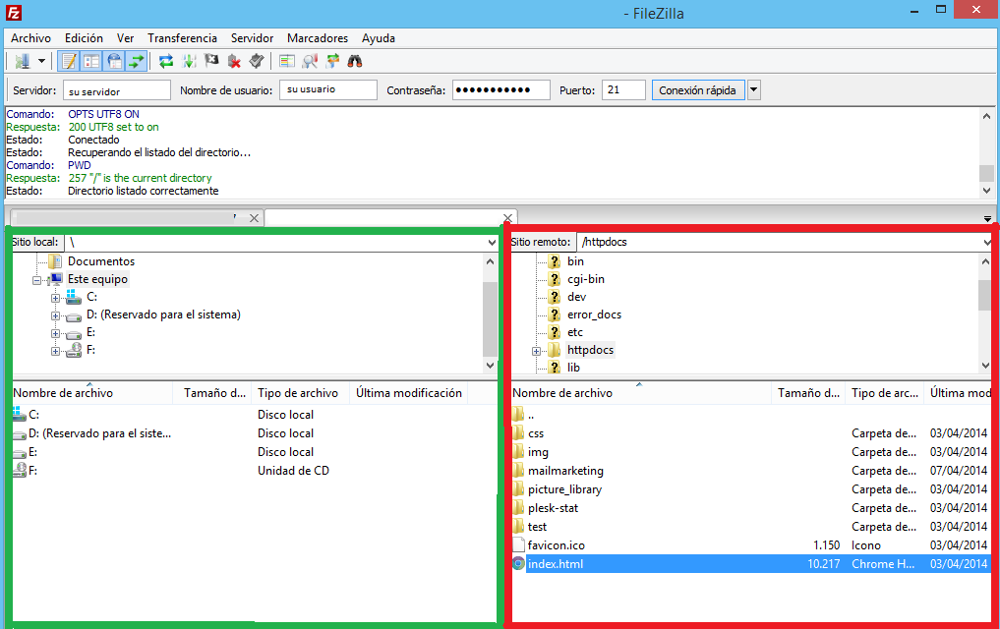 - FileZilla
Archivo Edición Ver Transferencia Servidor Marcadores Ayuda
Servidor: su servidor Nombre de usuario: su usuario Contraseña: ●●●●●●●●●●● Puerto: 21 Conexión rápida
Comando: OPTS UTF8 ON
Respuesta: 200 UTF8 set to on
Estado: Conectado
Estado: Recuperando el listado del directorio...
Comando: PWD
Respuesta: 257 "/" is the current directory
Estado: Directorio listado correctamente
Sitio local: \
Documentos
Este equipo
C:
D: (Reservado para el sistema)
E:
F:
Nombre de archivo Tamaño d... Tipo de archivo Última modificación
C: Disco local
D: (Reservado para el siste... Disco local
E: Disco local
F: Unidad de CD
Sitio remoto: /httpdocs
bin
cgi-bin
dev
error_docs
etc
httpdocs
lib
Nombre de archivo Tamaño d... Tipo de arc... Última mod
..
css Carpeta de... 03/04/2014
img Carpeta de... 03/04/2014
mailmarketing Carpeta de... 07/04/2014
picture_library Carpeta de... 03/04/2014
plesk-stat Carpeta de... 03/04/2014
test Carpeta de... 03/04/2014
favicon.ico 1.150 Icono 03/04/2014
index.html 10.217 Chrome H... 03/04/2014